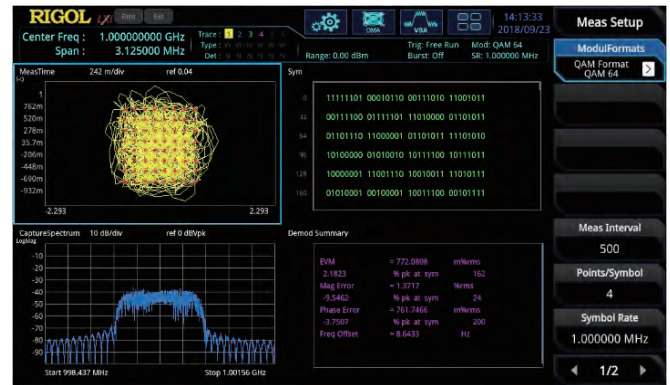 RIGOL LXI Rmt Ext
DMA VSA
14:13:33
2018/09/23
Center Freq : 1.000000000 GHz
Span : 3.125000 MHz
Trace : 1 2 3 4
Type :
Det :
Range: 0.00 dBm
Trig: Free Run Mod: QAM 64
Burst: Off SR: 1.000000 MHz
MeasTime 242 m/div ref 0.04
I-Q
1
762m
520m
278m
35.7m
-206m
-448m
-690m
-932m
-2.293 2.293
Sym
0 11111101 00010110 00111010 11001011
32 00111100 01111101 11010000 01101011
64 01101110 11000001 01101011 11101010
96 10100000 01010010 10111100 10111011
128 10000011 11001110 10010011 11010111
160 01010001 00100001 10011100 00101111
CaptureSpectrum 10 dB/div ref 0 dBVpk
LogMag
-10
-20
-30
-40
-50
-60
-70
-80
-90
Start 998.437 MHz Stop 1.00156 GHz
Demod Summary
EVM = 772.0808 m%rms
2.1823 % pk at sym 162
Mag Error = 1.3717 %rms
-9.5462 % pk at sym 24
Phase Error = 761.7466 m%rms
-3.7507 % pk at sym 200
Freq Offset = 8.6433 Hz
Meas Setup
ModulFormats
QAM Format
QAM 64
Meas Interval
500
Points/Symbol
4
Symbol Rate
1.000000 MHz
1/2